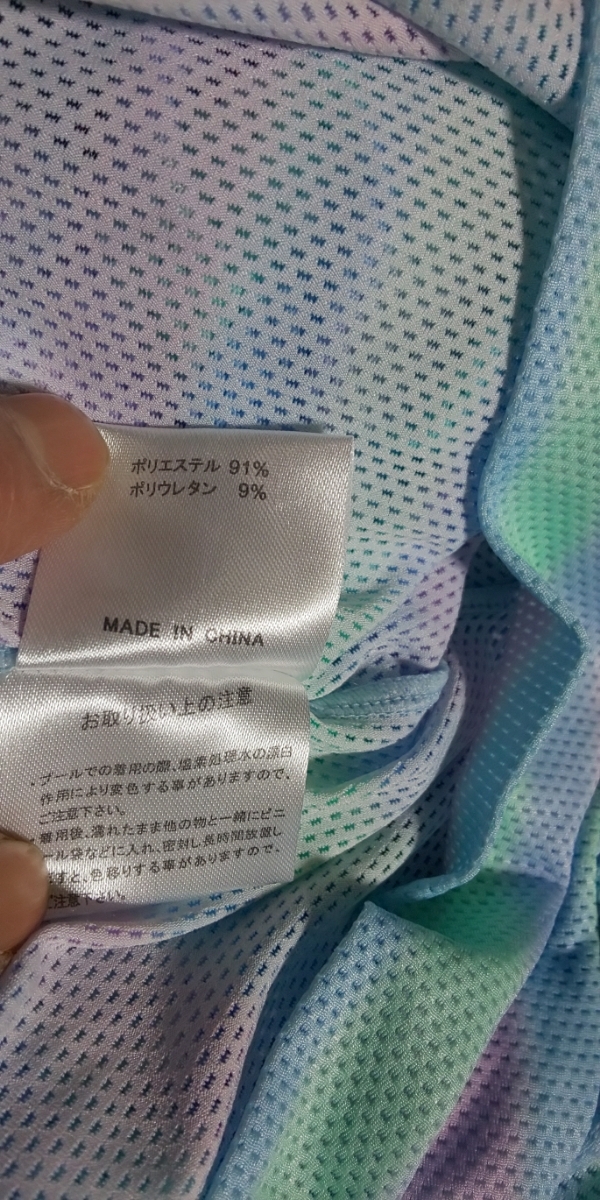 ポリエステル 91%
ポリウレタン 9%
MADE IN CHINA
お取り扱い上の注意
・プールでの着用の際、塩素処理水の漂白
作用により変色する事がありますので、
ご注意下さい。
着用後、濡れたまま他の物と一緒にビニ
ール袋などに入れ、密封し長時間放置し
ますと、色移りする事がありますので、
ご注意下さい。